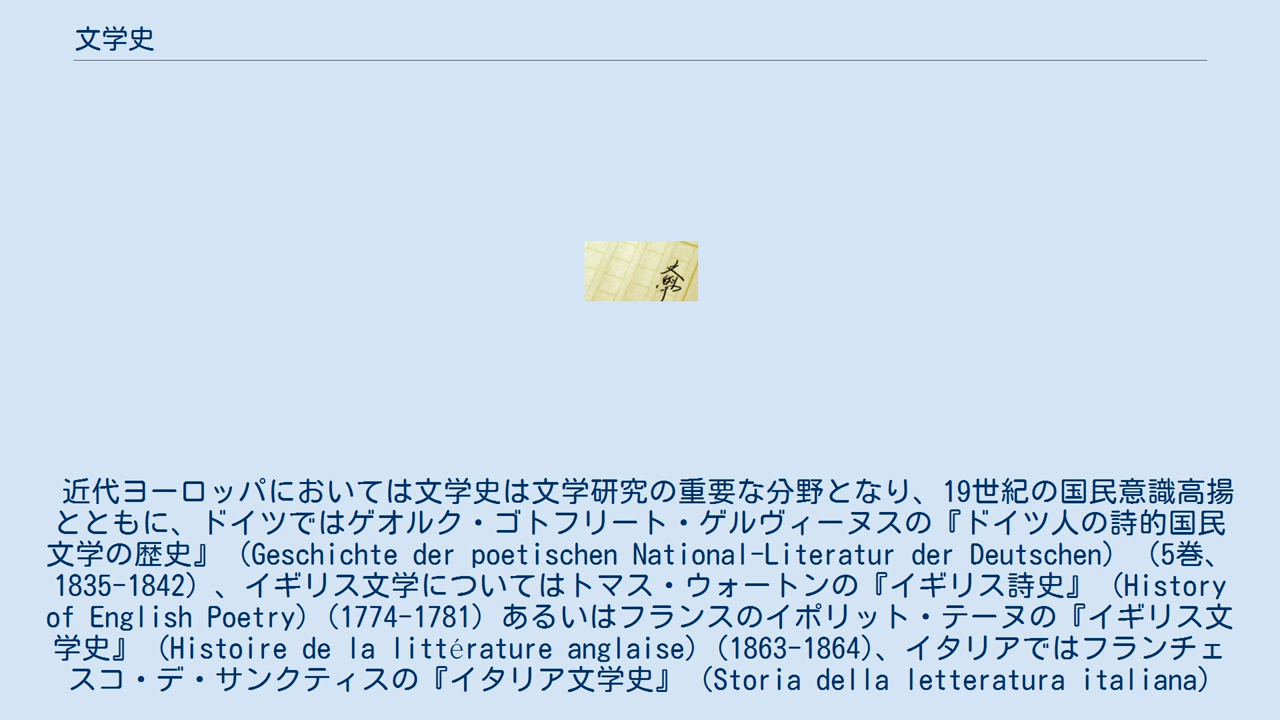 文学史
文学
近代ヨーロッパにおいては文学史は文学研究の重要な分野となり、19世紀の国民意識高揚
とともに、ドイツではゲオルク・ゴトフリート・ゲルヴィーヌスの『ドイツ人の詩的国民
文学の歴史』（Geschichte der poetischen National-Literatur der Deutschen）（5巻、
1835-1842）、イギリス文学についてはトマス・ウォートンの『イギリス詩史』（History
of English Poetry）(1774-1781）あるいはフランスのイポリット・テーヌの『イギリス文
学史』（Histoire de la littérature anglaise）(1863-1864)、イタリアではフランチェ
スコ・デ・サンクティスの『イタリア文学史』（Storia della letteratura italiana）